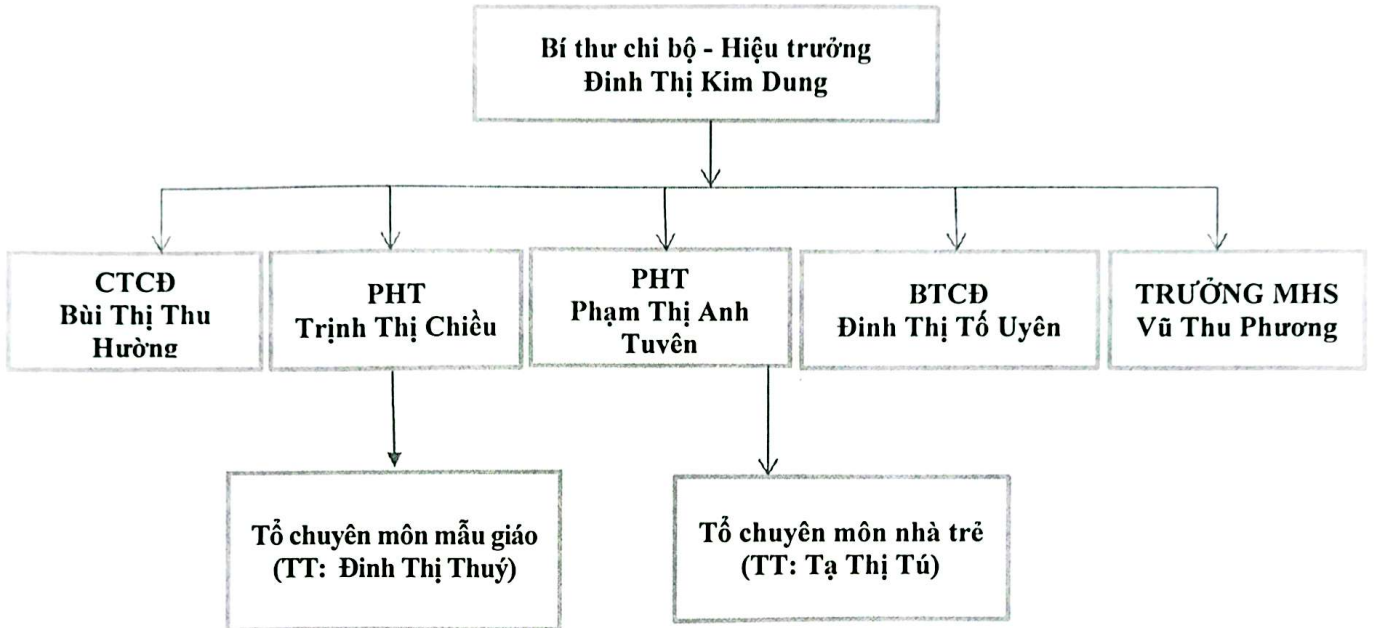 Bí thư chi bộ - Hiệu trưởng
Đinh Thị Kim Dung
CTCĐ
Bùi Thị Thu
Hường
PHT
Trịnh Thị Chiều
PHT
Phạm Thị Anh
Tuyên
BTCĐ
Đinh Thị Tố Uyên
TRƯỞNG MHS
Vũ Thu Phương
Tổ chuyên môn mẫu giáo
(TT: Đinh Thị Thuý)
Tổ chuyên môn nhà trẻ
(TT: Tạ Thị Tú)